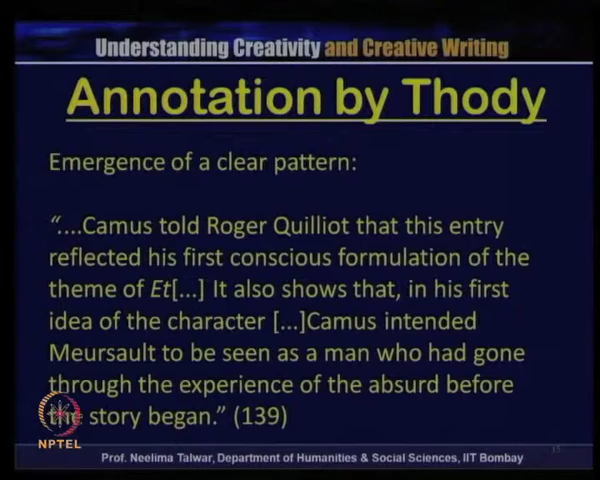 Understanding Creativity and Creative Writing
Annotation by Thody
Emergence of a clear pattern:
“....Camus told Roger Quilliot that this entry
reflected his first conscious formulation of the
theme of Et[...] It also shows that, in his first
idea of the character [...]Camus intended
Meursault to be seen as a man who had gone
through the experience of the absurd before
the story began.” (139)
NPTEL
15
Prof. Neelima Talwar, Department of Humanities & Social Sciences, IIT Bombay